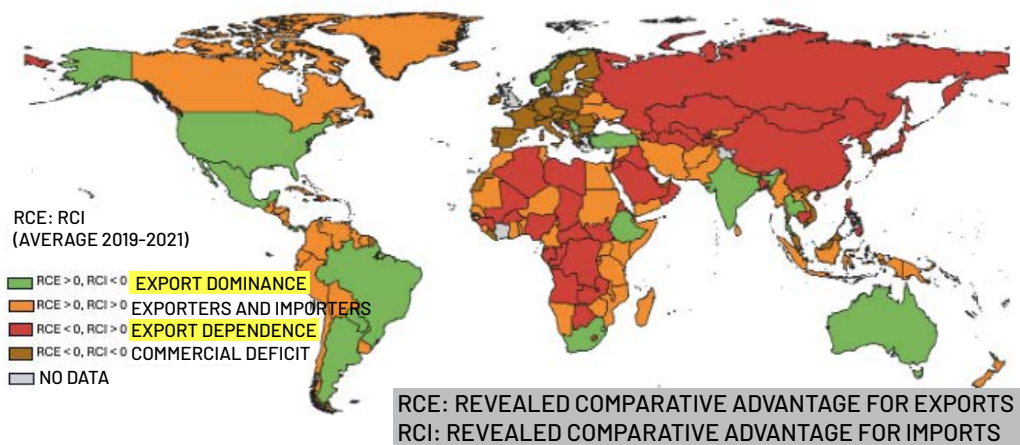 RCE: RCI
(AVERAGE 2019-2021)
RCE > 0, RCI < 0 EXPORT DOMINANCE
RCE > 0, RCI > 0 EXPORTERS AND IMPORTERS
RCE < 0, RCI > 0 EXPORT DEPENDENCE
RCE < 0, RCI < 0 COMMERCIAL DEFICIT
NO DATA
RCE: REVEALED COMPARATIVE ADVANTAGE FOR EXPORTS
RCI: REVEALED COMPARATIVE ADVANTAGE FOR IMPORTS